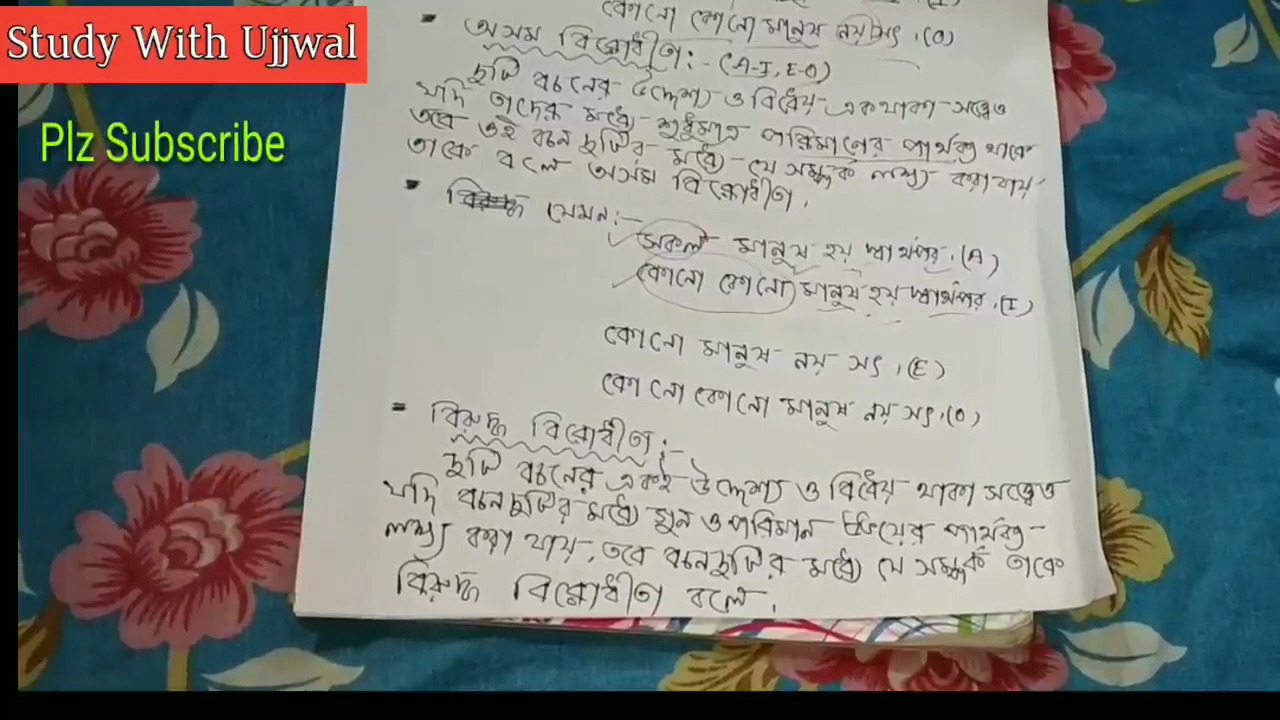 Study With Ujjwal
Plz Subscribe
কোনো কোনো মানুষ নয় সৎ.(O)
অসম বিরোধীতা:- (A-I, E-O)
দুটি বচনের উদ্দেশ্য ও বিধেয় এক থাকা সত্ত্বেও
যদি তাদের মধ্যে শুধুমাত্র পরিমানের পার্থক্য থাকে
তবে ওই বচন দুটির মধ্যে যে সম্পর্ক লক্ষ্য করা যায়
তাকে বলে অসম বিরোধীতা.
যেমন:-
সকল মানুষ হয় স্বার্থপর.(A)
কোনো কোনো মানুষ হয় স্বার্থপর.(I)
কোনো মানুষ নয় সৎ.(E)
কোনো কোনো মানুষ নয় সৎ.(O)
বিরুদ্ধ বিরোধীতা:-
দুটি বচনের একই উদ্দেশ্য ও বিধেয় থাকা সত্ত্বেও
যদি বচনদুটির মধ্যে গুন ও পরিমান উভয়ের পার্থক্য
লক্ষ্য করা যায়, তবে বচনদুটির মধ্যে যে সম্পর্ক তাকে
বিরুদ্ধ বিরোধীতা বলে.